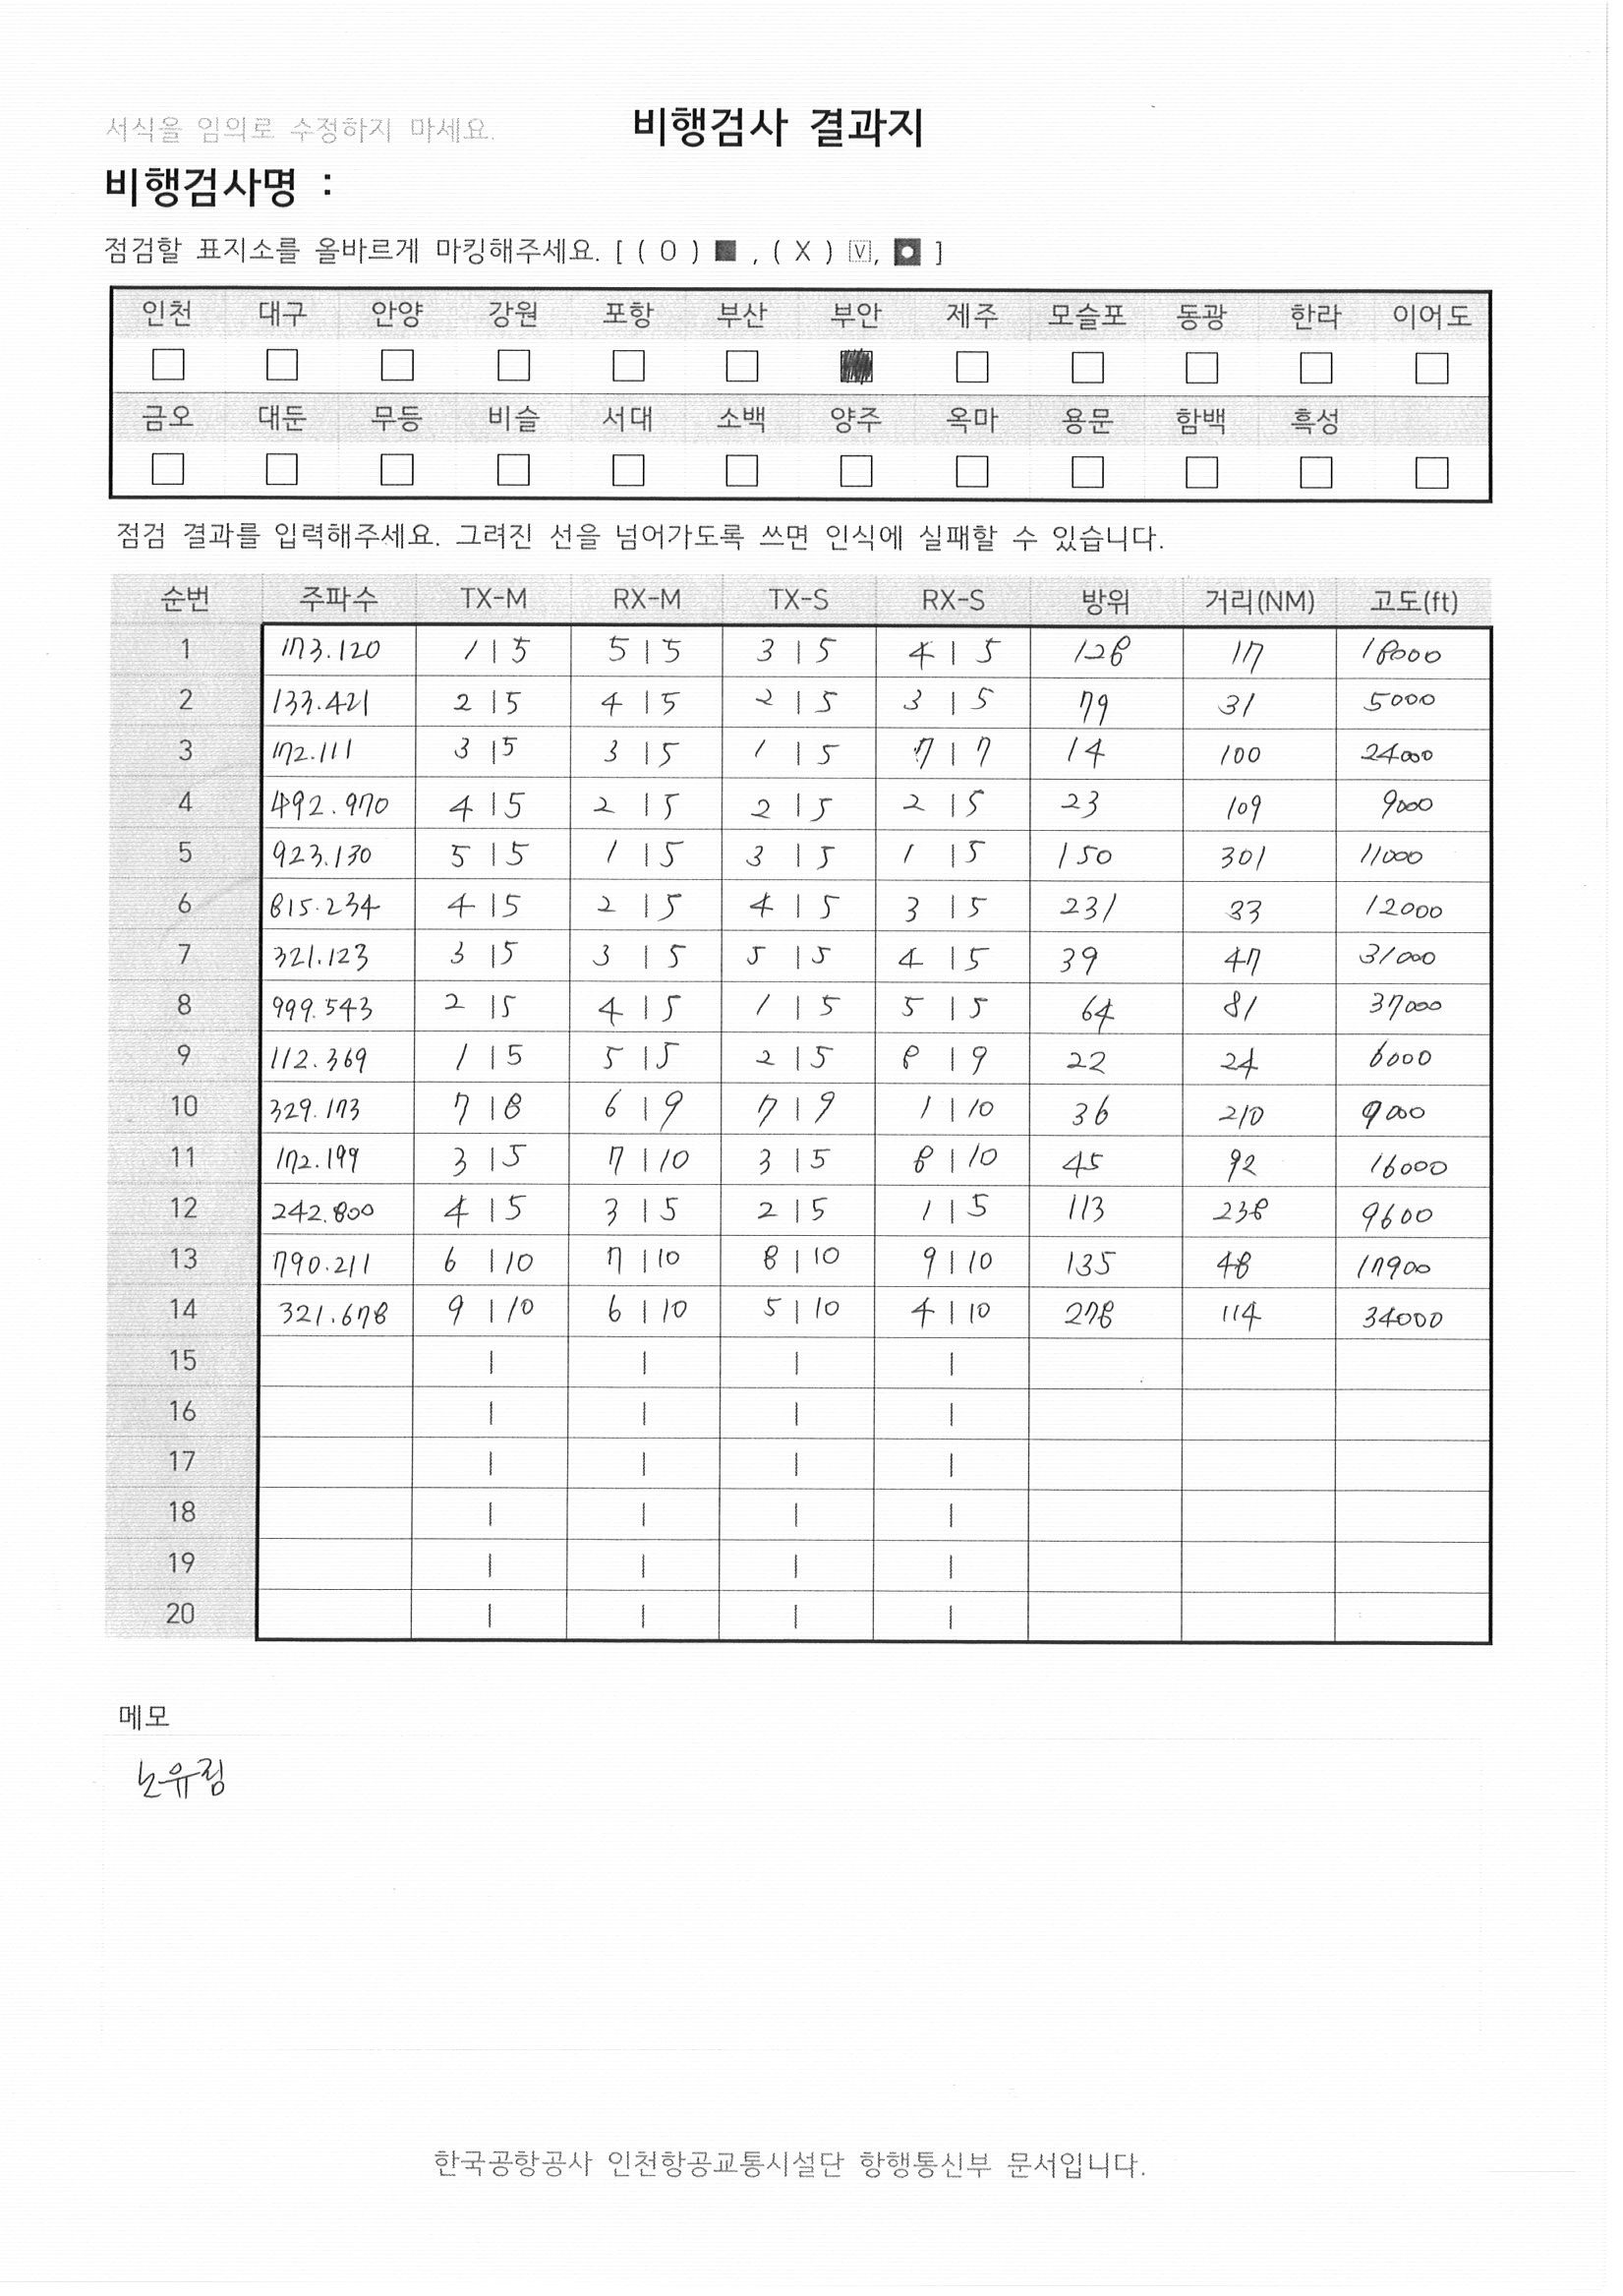 서식을 임의로 수정하지 마세요. 비행검사 결과지
비행검사명 :
점검할 표지소를 올바르게 마킹해주세요. [ ( O ) ■ , ( X ) V, ]
인천 대구 안양 강원 포항 부산 부안 제주 모슬포 동광 한라 이어도
금오 대둔 무등 비슬 서대 소백 양주 옥마 용문 함백 흑성
점검 결과를 입력해주세요. 그려진 선을 넘어가도록 쓰면 인식에 실패할 수 있습니다.
순번 주파수 TX-M RX-M TX-S RX-S 방위 거리(NM) 고도(ft)
1 173.120 1 | 5 5 | 5 3 | 5 4 | 5 128 17 18000
2 133.421 2 | 5 4 | 5 2 | 5 3 | 5 79 31 5000
3 172.111 3 | 5 3 | 5 1 | 5 7 | 7 14 100 24000
4 492.970 4 | 5 2 | 5 2 | 5 2 | 5 23 109 9000
5 923.130 5 | 5 1 | 5 3 | 5 1 | 5 150 301 11000
6 815.234 4 | 5 2 | 5 4 | 5 3 | 5 231 33 12000
7 321.123 3 | 5 3 | 5 5 | 5 4 | 5 39 47 31000
8 999.543 2 | 5 4 | 5 1 | 5 5 | 5 64 81 37000
9 112.369 1 | 5 5 | 5 2 | 5 8 | 9 22 24 6000
10 329.173 7 | 8 6 | 9 7 | 9 1 | 10 36 210 9000
11 172.199 3 | 5 7 | 10 3 | 5 8 | 10 45 92 16000
12 242.800 4 | 5 3 | 5 2 | 5 1 | 5 113 238 9600
13 790.211 6 | 10 7 | 10 8 | 10 9 | 10 135 48 17900
14 321.678 9 | 10 6 | 10 5 | 10 4 | 10 278 114 34000
15 | | | |
16 | | | |
17 | | | |
18 | | | |
19 | | | |
20 | | | |
메모
노유림
한국공항공사 인천항공교통시설단 항행통신부 문서입니다.